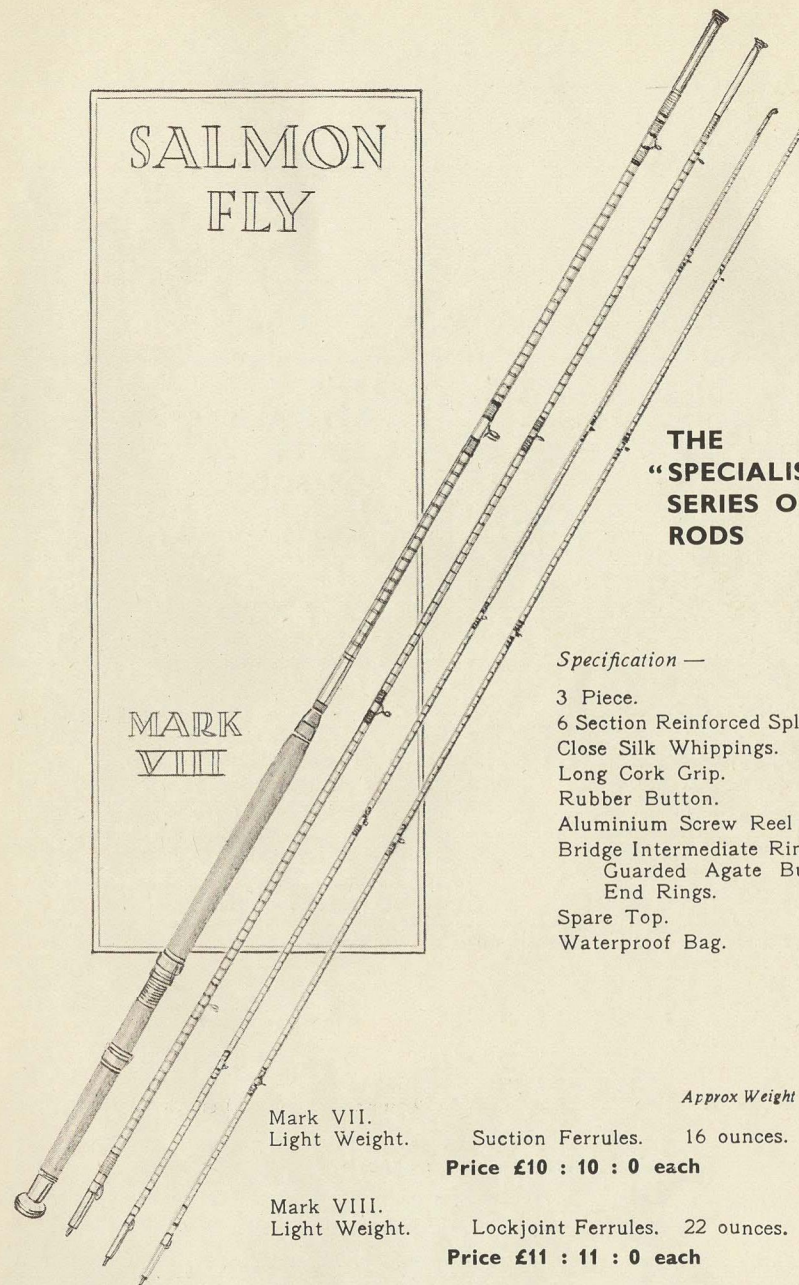 SALMON
FLY
MARK
VIII
THE
"SPECIALIS
SERIES O
RODS
Specification —
3 Piece.
6 Section Reinforced Spl
Close Silk Whippings.
Long Cork Grip.
Rubber Button.
Aluminium Screw Reel
Bridge Intermediate Rin
Guarded Agate Bu
End Rings.
Spare Top.
Waterproof Bag.
Approx Weight
Mark VII.
Light Weight. Suction Ferrules. 16 ounces.
Price £10 : 10 : 0 each
Mark VIII.
Light Weight. Lockjoint Ferrules. 22 ounces.
Price £11 : 11 : 0 each